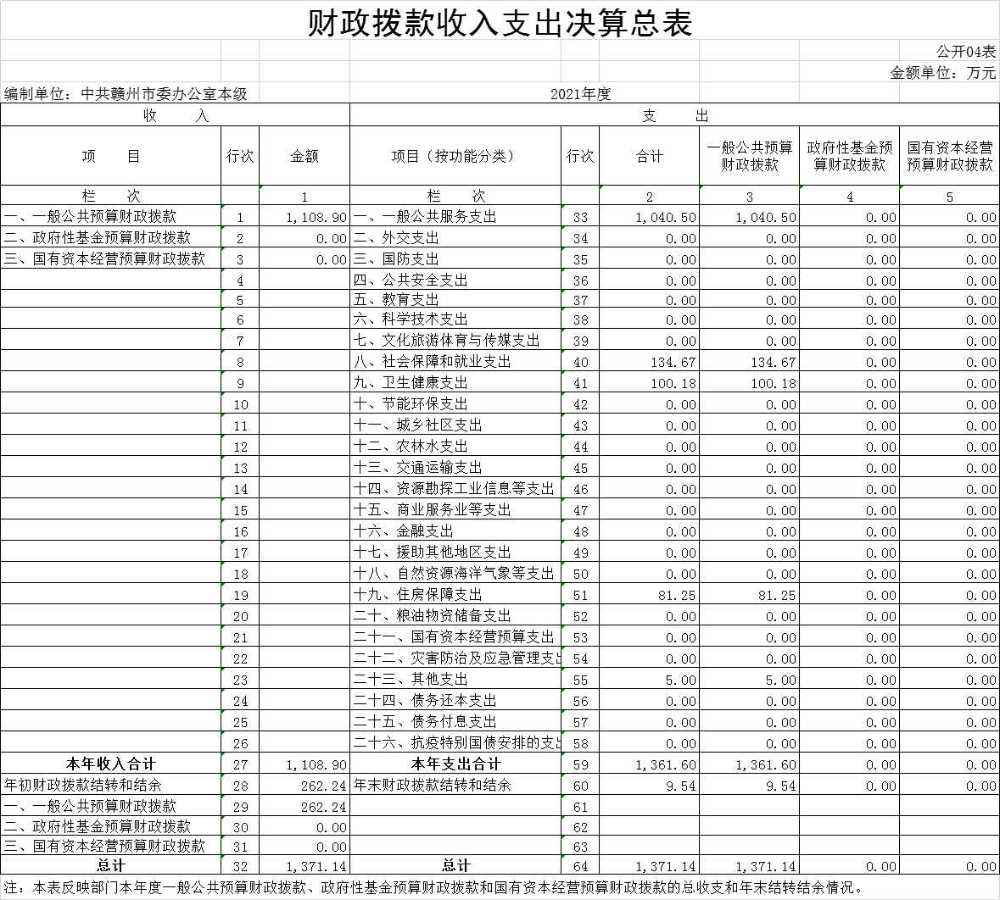 财政拨款收入支出决算总表
公开04表
金额单位：万元
编制单位：中共赣州市委办公室本级 2021年度
收 入 支 出
项 目 行次 金额 项目（按功能分类） 行次 合计 一般公共预算财政拨款 政府性基金预算财政拨款 国有资本经营预算财政拨款
栏 次 1 栏 次 2 3 4 5
一、一般公共预算财政拨款 1 1,108.90 一、一般公共服务支出 33 1,040.50 1,040.50 0.00 0.00
二、政府性基金预算财政拨款 2 0.00 二、外交支出 34 0.00 0.00 0.00 0.00
三、国有资本经营预算财政拨款 3 0.00 三、国防支出 35 0.00 0.00 0.00 0.00
4 四、公共安全支出 36 0.00 0.00 0.00 0.00
5 五、教育支出 37 0.00 0.00 0.00 0.00
6 六、科学技术支出 38 0.00 0.00 0.00 0.00
7 七、文化旅游体育与传媒支出 39 0.00 0.00 0.00 0.00
8 八、社会保障和就业支出 40 134.67 134.67 0.00 0.00
9 九、卫生健康支出 41 100.18 100.18 0.00 0.00
10 十、节能环保支出 42 0.00 0.00 0.00 0.00
11 十一、城乡社区支出 43 0.00 0.00 0.00 0.00
12 十二、农林水支出 44 0.00 0.00 0.00 0.00
13 十三、交通运输支出 45 0.00 0.00 0.00 0.00
14 十四、资源勘探工业信息等支出 46 0.00 0.00 0.00 0.00
15 十五、商业服务业等支出 47 0.00 0.00 0.00 0.00
16 十六、金融支出 48 0.00 0.00 0.00 0.00
17 十七、援助其他地区支出 49 0.00 0.00 0.00 0.00
18 十八、自然资源海洋气象等支出 50 0.00 0.00 0.00 0.00
19 十九、住房保障支出 51 81.25 81.25 0.00 0.00
20 二十、粮油物资储备支出 52 0.00 0.00 0.00 0.00
21 二十一、国有资本经营预算支出 53 0.00 0.00 0.00 0.00
22 二十二、灾害防治及应急管理支出 54 0.00 0.00 0.00 0.00
23 二十三、其他支出 55 5.00 5.00 0.00 0.00
24 二十四、债务还本支出 56 0.00 0.00 0.00 0.00
25 二十五、债务付息支出 57 0.00 0.00 0.00 0.00
26 二十六、抗疫特别国债安排的支出 58 0.00 0.00 0.00 0.00
本年收入合计 27 1,108.90 本年支出合计 59 1,361.60 1,361.60 0.00 0.00
年初财政拨款结转和结余 28 262.24 年末财政拨款结转和结余 60 9.54 9.54 0.00 0.00
一、一般公共预算财政拨款 29 262.24 61
二、政府性基金预算财政拨款 30 0.00 62
三、国有资本经营预算财政拨款 31 0.00 63
总计 32 1,371.14 总计 64 1,371.14 1,371.14 0.00 0.00
注：本表反映部门本年度一般公共预算财政拨款、政府性基金预算财政拨款和国有资本经营预算财政拨款的总收支和年末结转结余情况。